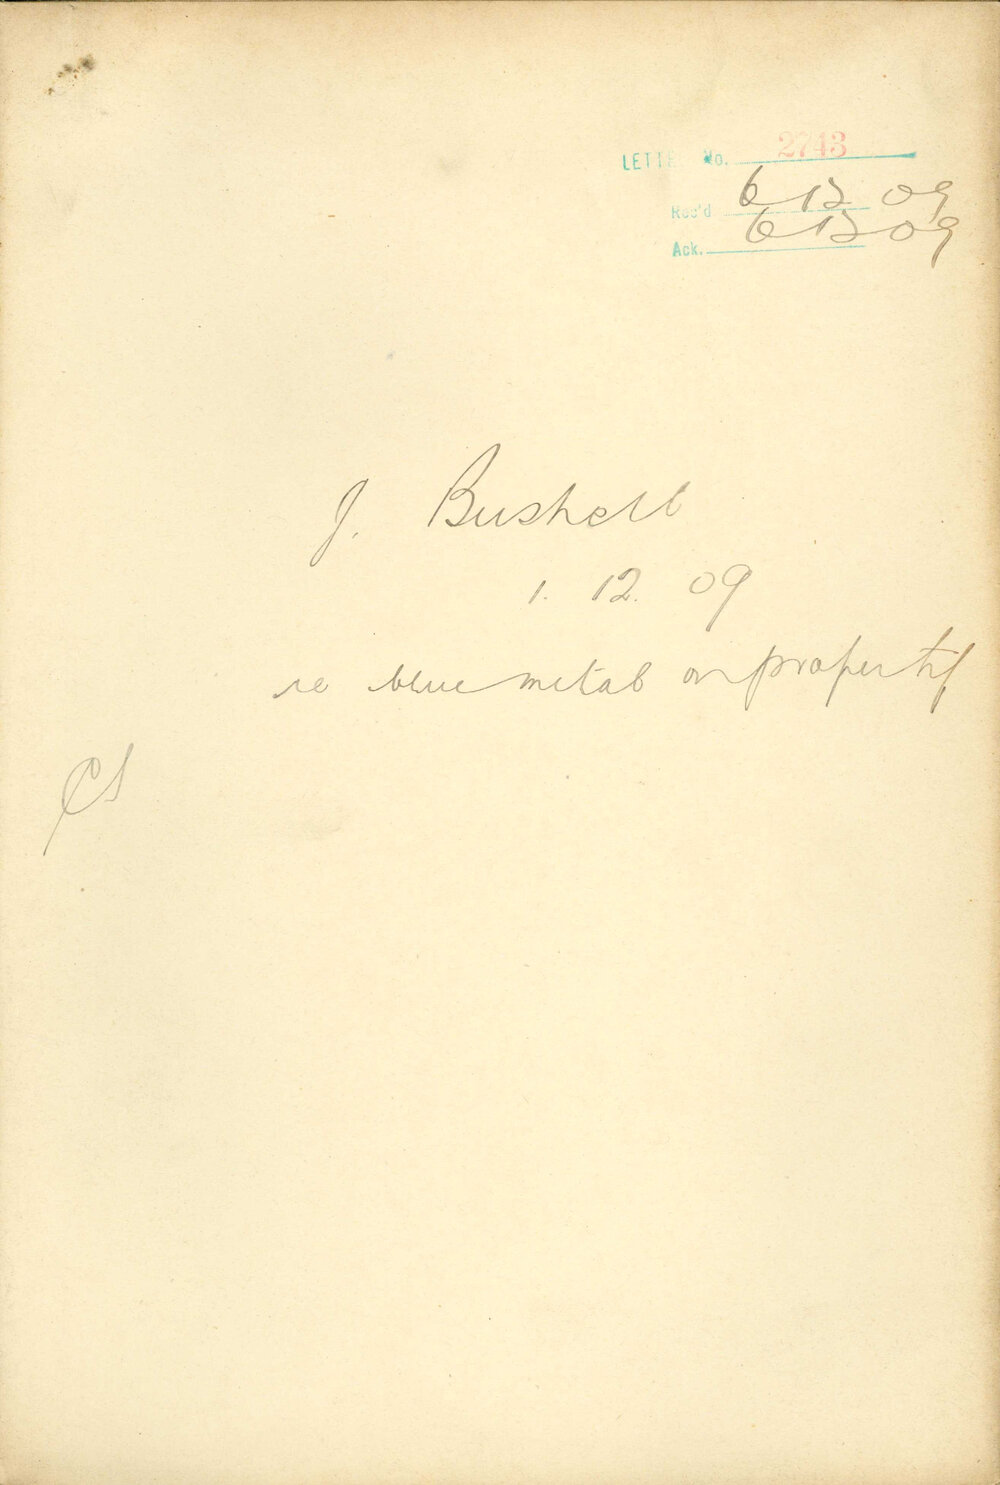 LETTER No. 2743
Rec'd 6 12 09
Ack. 6 12 09
J. Bushell
1. 12. 09
re blue metal on property
CS